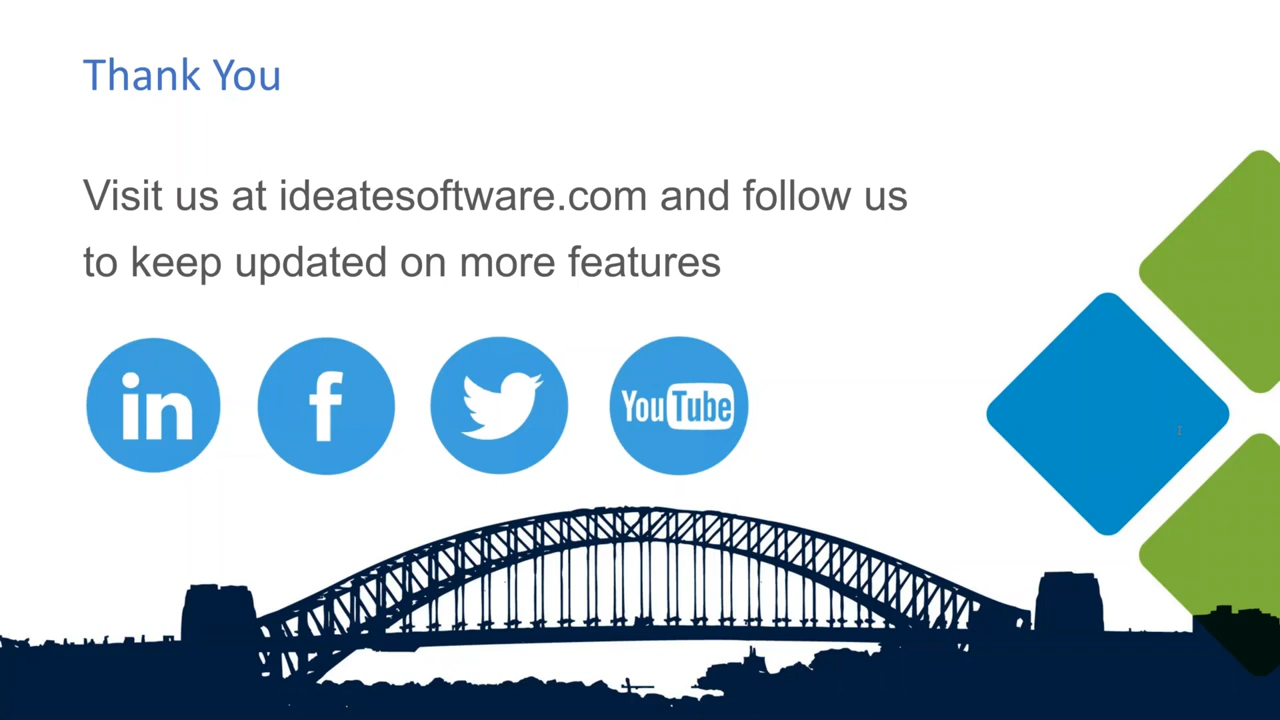 Thank You
Visit us at ideatesoftware.com and follow us
to keep updated on more features
in f YouTube